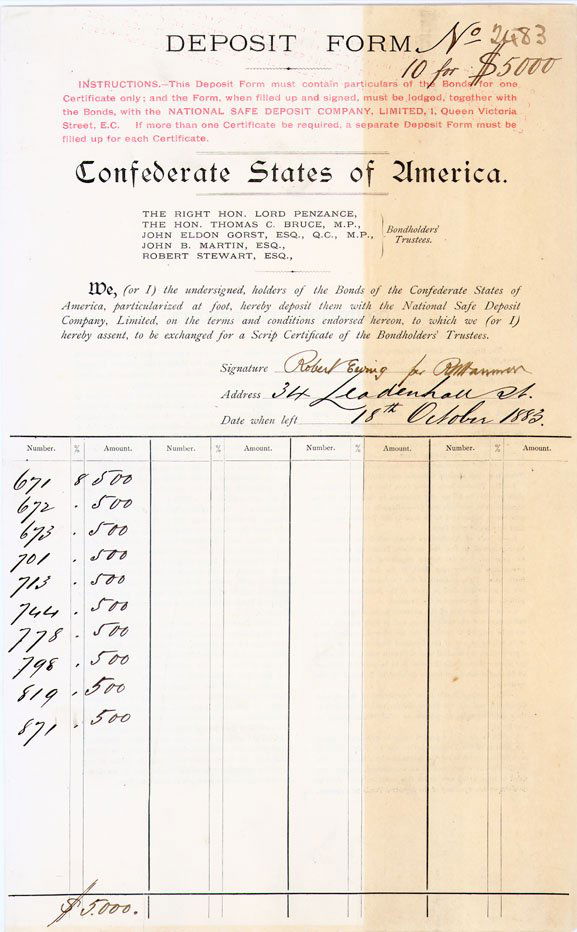 DEPOSIT FORM No 2483
10 for $5000
INSTRUCTIONS.—This Deposit Form must contain particulars of the Bonds for one
Certificate only; and the Form, when filled up and signed, must be lodged, together with
the Bonds, with the NATIONAL SAFE DEPOSIT COMPANY, LIMITED, 1, Queen Victoria
Street, E.C. If more than one Certificate be required, a separate Deposit Form must be
filled up for each Certificate.
Confederate States of America.
THE RIGHT HON. LORD PENZANCE,
THE HON. THOMAS C. BRUCE, M.P.,
JOHN ELDON GORST, ESQ., Q.C., M.P.,
JOHN B. MARTIN, ESQ.,
ROBERT STEWART, ESQ.,
Bondholders'
Trustees.
We, (or I) the undersigned, holders of the Bonds of the Confederate States of
America, particularized at foot, hereby deposit them with the National Safe Deposit
Company, Limited, on the terms and conditions endorsed hereon, to which we (or I)
hereby assent, to be exchanged for a Scrip Certificate of the Bondholders' Trustees.
Signature Robert Ewing for
Address 34 Leadenhall St.
Date when left 18th October 1883.
Number. % Amount. Number. % Amount. Number. % Amount. Number. % Amount.
671 8 500
672 . 500
673 . 500
701 . 500
713 . 500
744 . 500
778 . 500
798 . 500
819 . 500
871 . 500
$5.000.